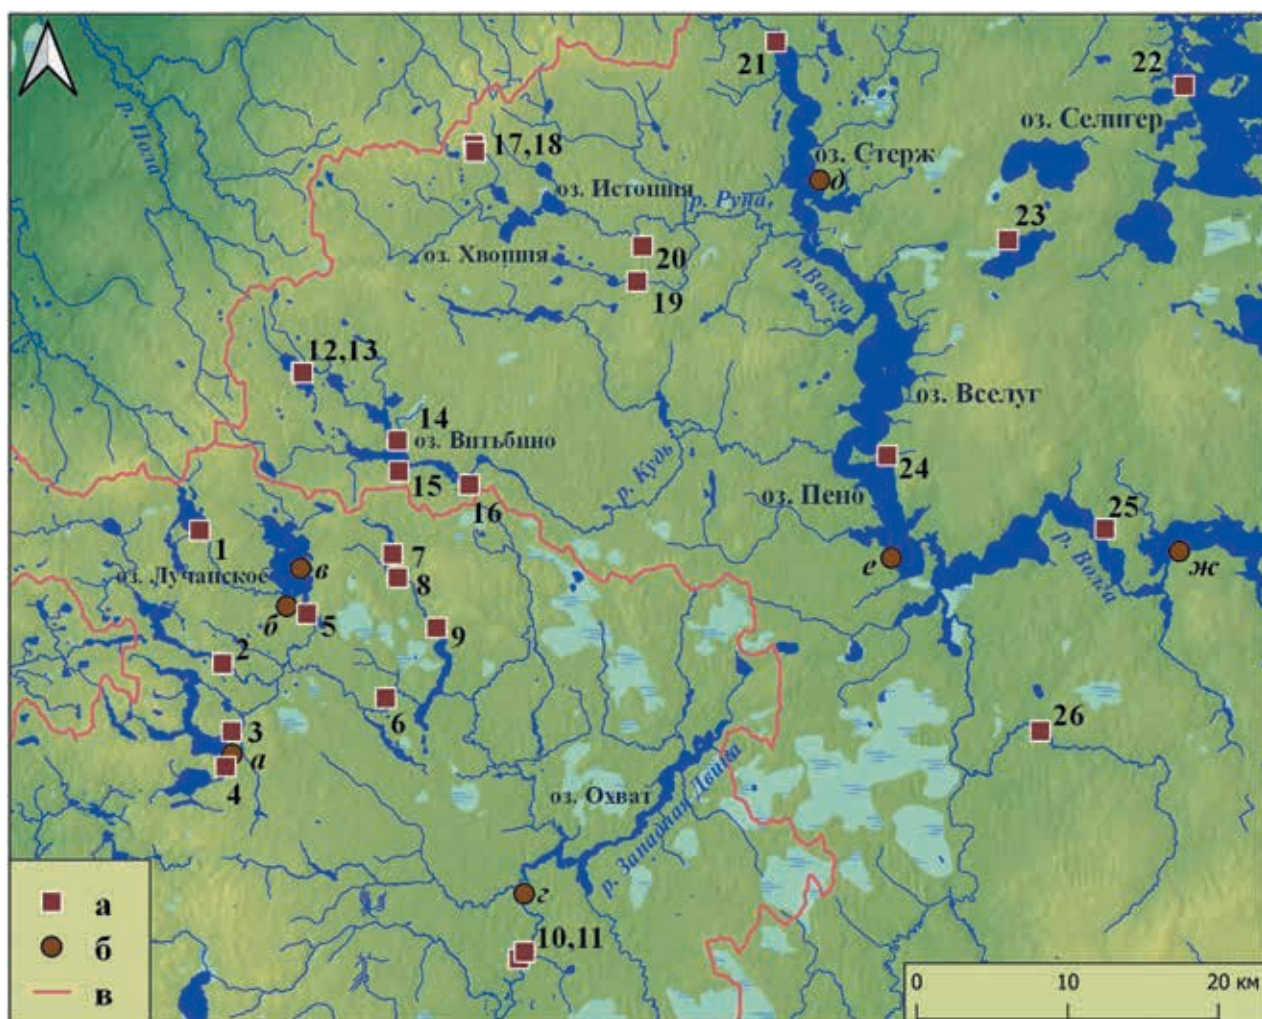 21
22
р. Пола
оз. Селигер
17,18
оз. Стерж
д
оз. Истошня
р. Руна
23
оз. Хвошня
20
19
р.Волга
12,13
14
оз. Витьбино
оз. Вселуг
15
16
р. Кудь
24
оз. Пено
25
1
7
8
оз. Лучанское
в
е
р. Волга
ж
б
5
9
2
6
3
а
4
26
оз. Охват
р. Западная Двина
г
10,11
а
б
в
0 10 20 км